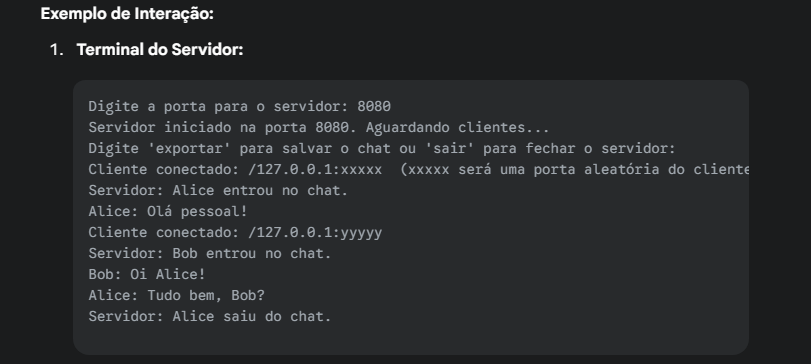 Exemplo de Interação:
1. Terminal do Servidor:
Digite a porta para o servidor: 8080
Servidor iniciado na porta 8080. Aguardando clientes...
Digite 'exportar' para salvar o chat ou 'sair' para fechar o servidor:
Cliente conectado: /127.0.0.1:xxxxx  (xxxxx será uma porta aleatória do cliente
Servidor: Alice entrou no chat.
Alice: Olá pessoal!
Cliente conectado: /127.0.0.1:yyyyy
Servidor: Bob entrou no chat.
Bob: Oi Alice!
Alice: Tudo bem, Bob?
Servidor: Alice saiu do chat.